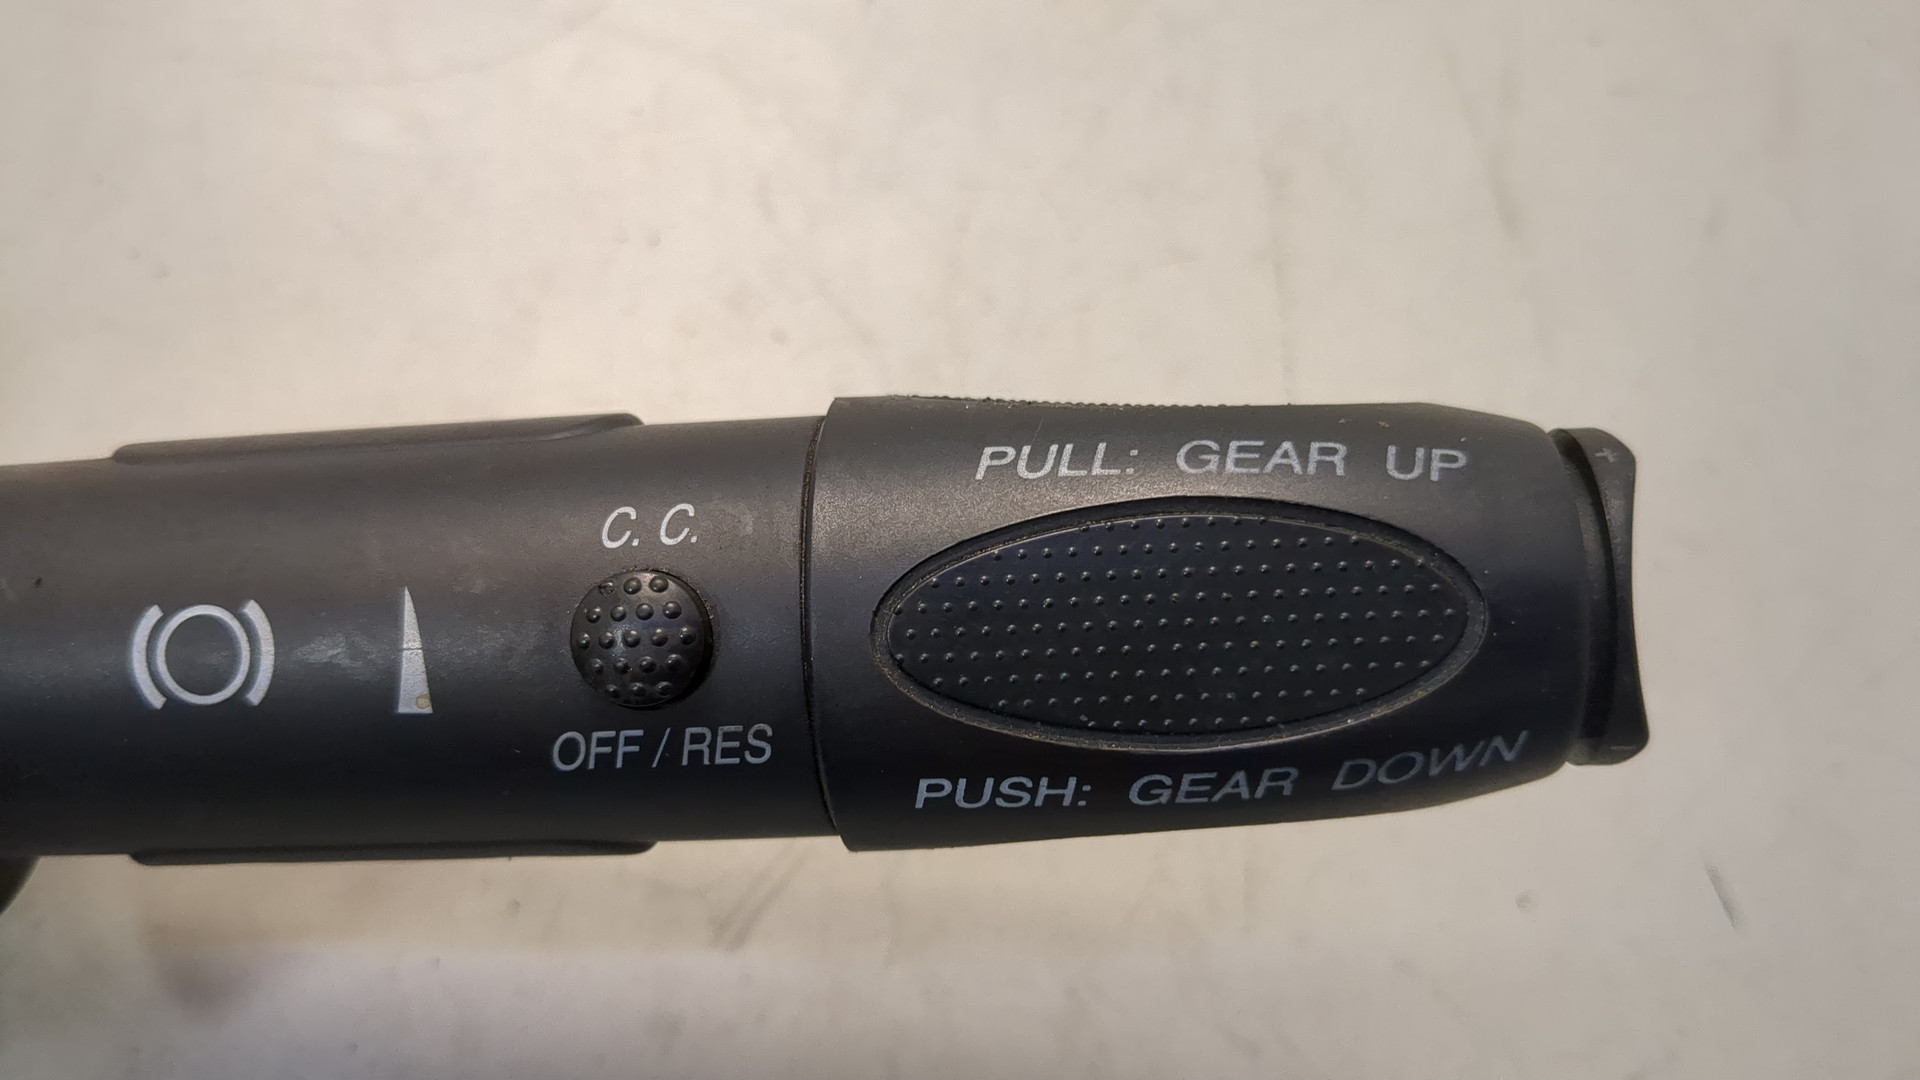 PULL: GEAR UP
C. C.
OFF / RES
PUSH: GEAR DOWN
+
-